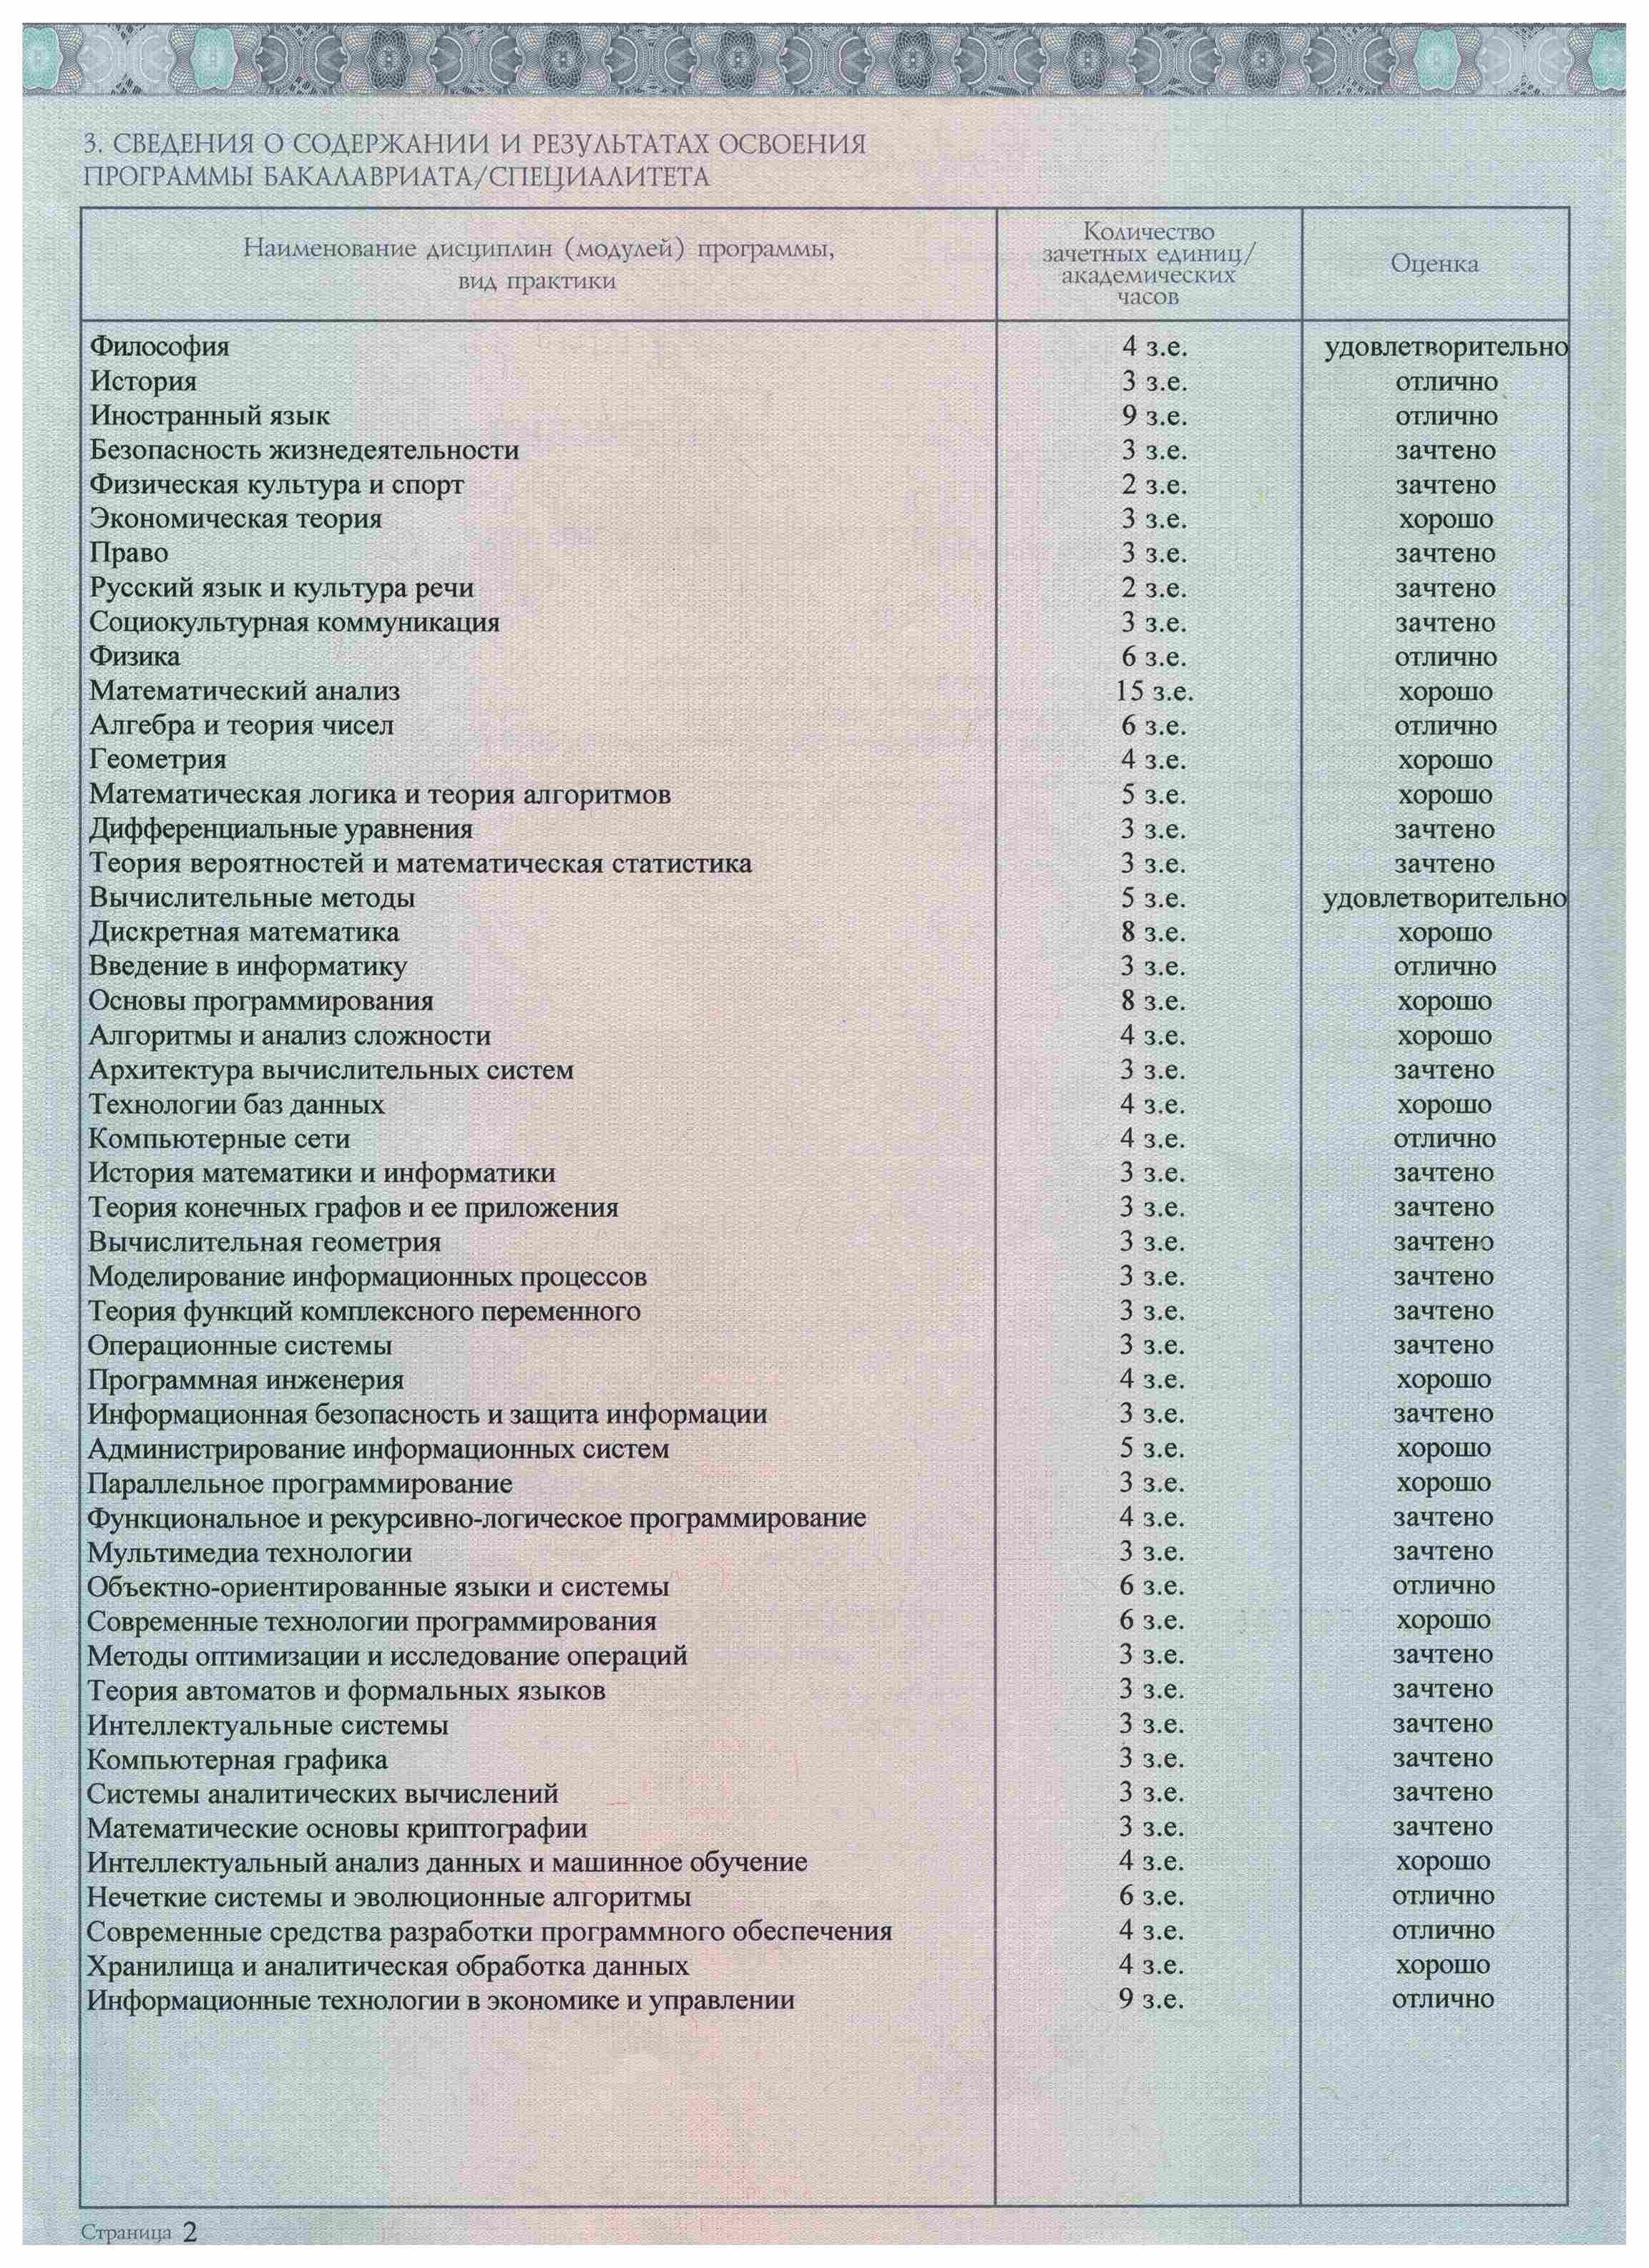 3. СВЕДЕНИЯ О СОДЕРЖАНИИ И РЕЗУЛЬТАТАХ ОСВОЕНИЯ
ПРОГРАММЫ БАКАЛАВРИАТА/СПЕЦИАЛИТЕТА
Наименование дисциплин (модулей) программы,
вид практики
Количество
зачетных единиц/
академических
часов
Оценка
Философия 4 з.е. удовлетворительно
История 3 з.е. отлично
Иностранный язык 9 з.е. отлично
Безопасность жизнедеятельности 3 з.е. зачтено
Физическая культура и спорт 2 з.е. зачтено
Экономическая теория 3 з.е. хорошо
Право 3 з.е. зачтено
Русский язык и культура речи 2 з.е. зачтено
Социокультурная коммуникация 3 з.е. зачтено
Физика 6 з.е. отлично
Математический анализ 15 з.е. хорошо
Алгебра и теория чисел 6 з.е. отлично
Геометрия 4 з.е. хорошо
Математическая логика и теория алгоритмов 5 з.е. хорошо
Дифференциальные уравнения 3 з.е. зачтено
Теория вероятностей и математическая статистика 3 з.е. зачтено
Вычислительные методы 5 з.е. удовлетворительно
Дискретная математика 8 з.е. хорошо
Введение в информатику 3 з.е. отлично
Основы программирования 8 з.е. хорошо
Алгоритмы и анализ сложности 4 з.е. хорошо
Архитектура вычислительных систем 3 з.е. зачтено
Технологии баз данных 4 з.е. хорошо
Компьютерные сети 4 з.е. отлично
История математики и информатики 3 з.е. зачтено
Теория конечных графов и ее приложения 3 з.е. зачтено
Вычислительная геометрия 3 з.е. зачтено
Моделирование информационных процессов 3 з.е. зачтено
Теория функций комплексного переменного 3 з.е. зачтено
Операционные системы 3 з.е. зачтено
Программная инженерия 4 з.е. хорошо
Информационная безопасность и защита информации 3 з.е. зачтено
Администрирование информационных систем 5 з.е. хорошо
Параллельное программирование 3 з.е. хорошо
Функциональное и рекурсивно-логическое программирование 4 з.е. зачтено
Мультимедиа технологии 3 з.е. зачтено
Объектно-ориентированные языки и системы 6 з.е. отлично
Современные технологии программирования 6 з.е. хорошо
Методы оптимизации и исследование операций 3 з.е. зачтено
Теория автоматов и формальных языков 3 з.е. зачтено
Интеллектуальные системы 3 з.е. зачтено
Компьютерная графика 3 з.е. зачтено
Системы аналитических вычислений 3 з.е. зачтено
Математические основы криптографии 3 з.е. зачтено
Интеллектуальный анализ данных и машинное обучение 4 з.е. хорошо
Нечеткие системы и эволюционные алгоритмы 6 з.е. отлично
Современные средства разработки программного обеспечения 4 з.е. отлично
Хранилища и аналитическая обработка данных 4 з.е. хорошо
Информационные технологии в экономике и управлении 9 з.е. отлично
Страница 2